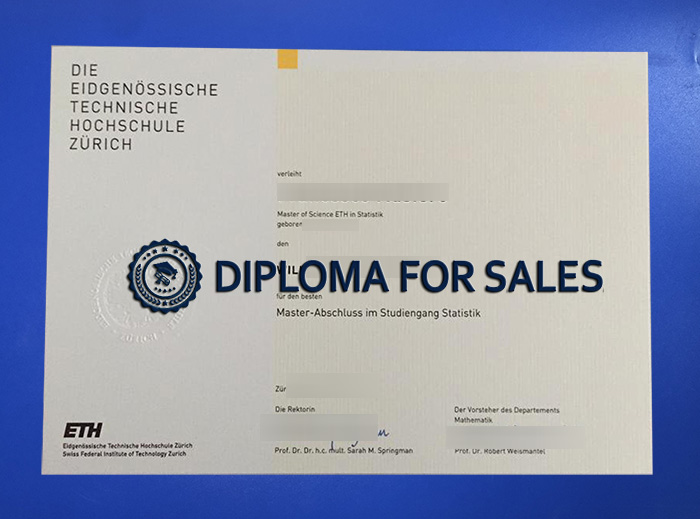 DIE
EIDGENÖSSISCHE
TECHNISCHE
HOCHSCHULE
ZÜRICH
verleiht
Master of Science ETH in Statistik
geboren
den
WIL
DIPLOMA FOR SALES
für den besten
Master-Abschluss im Studiengang Statistik
Zür
Die Rektorin
Der Vorsteher des Departements
Mathematik
Prof. Dr. Dr. h.c. mult. Sarah M. Springman
Prof. Dr. Robert Weismantel
ETH
Eidgenössische Technische Hochschule Zürich
Swiss Federal Institute of Technology Zurich